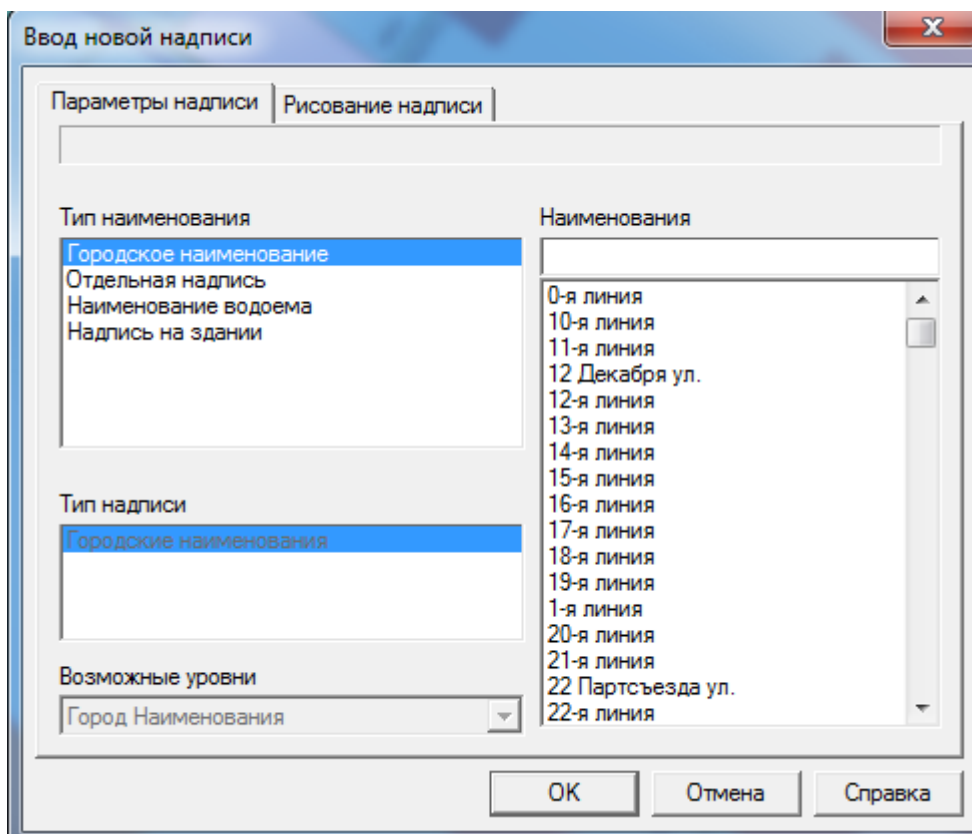 Ввод новой надписи
Параметры надписи
Рисование надписи
Тип наименования
Городское наименование
Отдельная надпись
Наименование водоема
Надпись на здании
Тип надписи
Городские наименования
Возможные уровни
Город Наименования
Наименования
0-я линия
10-я линия
11-я линия
12 Декабря ул.
12-я линия
13-я линия
14-я линия
15-я линия
16-я линия
17-я линия
18-я линия
19-я линия
1-я линия
20-я линия
21-я линия
22 Партсъезда ул.
22-я линия
OK
Отмена
Справка